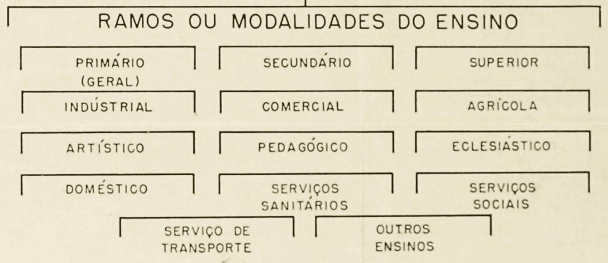 RAMOS OU MODALIDADES DO ENSINO
PRIMÁRIO
(GERAL)
SECUNDÁRIO
SUPERIOR
INDÚSTRIAL
COMERCIAL
AGRÍCOLA
ARTÍSTICO
PEDAGÓGICO
ECLESIÁSTICO
DOMÉSTICO
SERVIÇOS
SANITÁRIOS
SERVIÇOS
SOCIAIS
SERVIÇO DE
TRANSPORTE
OUTROS
ENSINOS